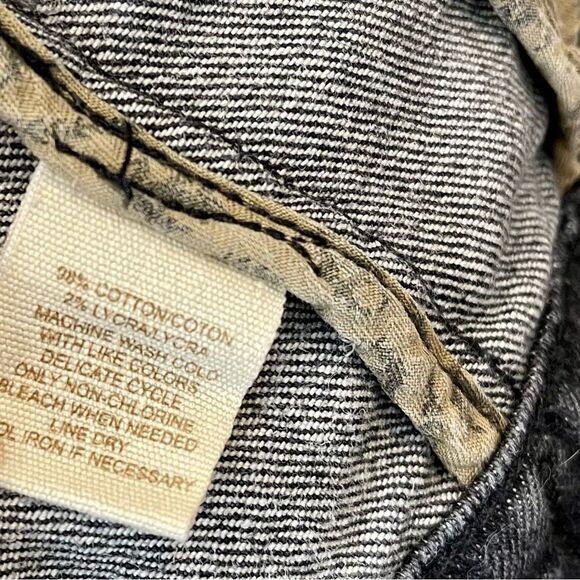 98% COTTON/COTON
2% LYCRA/LYCRA
MACHINE WASH COLD
WITH LIKE COLORS
DELICATE CYCLE
ONLY NON-CHLORINE
BLEACH WHEN NEEDED
LINE DRY
OL IRON IF NECESSARY